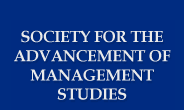 SOCIETY FOR THE
ADVANCEMENT OF
MANAGEMENT
STUDIES